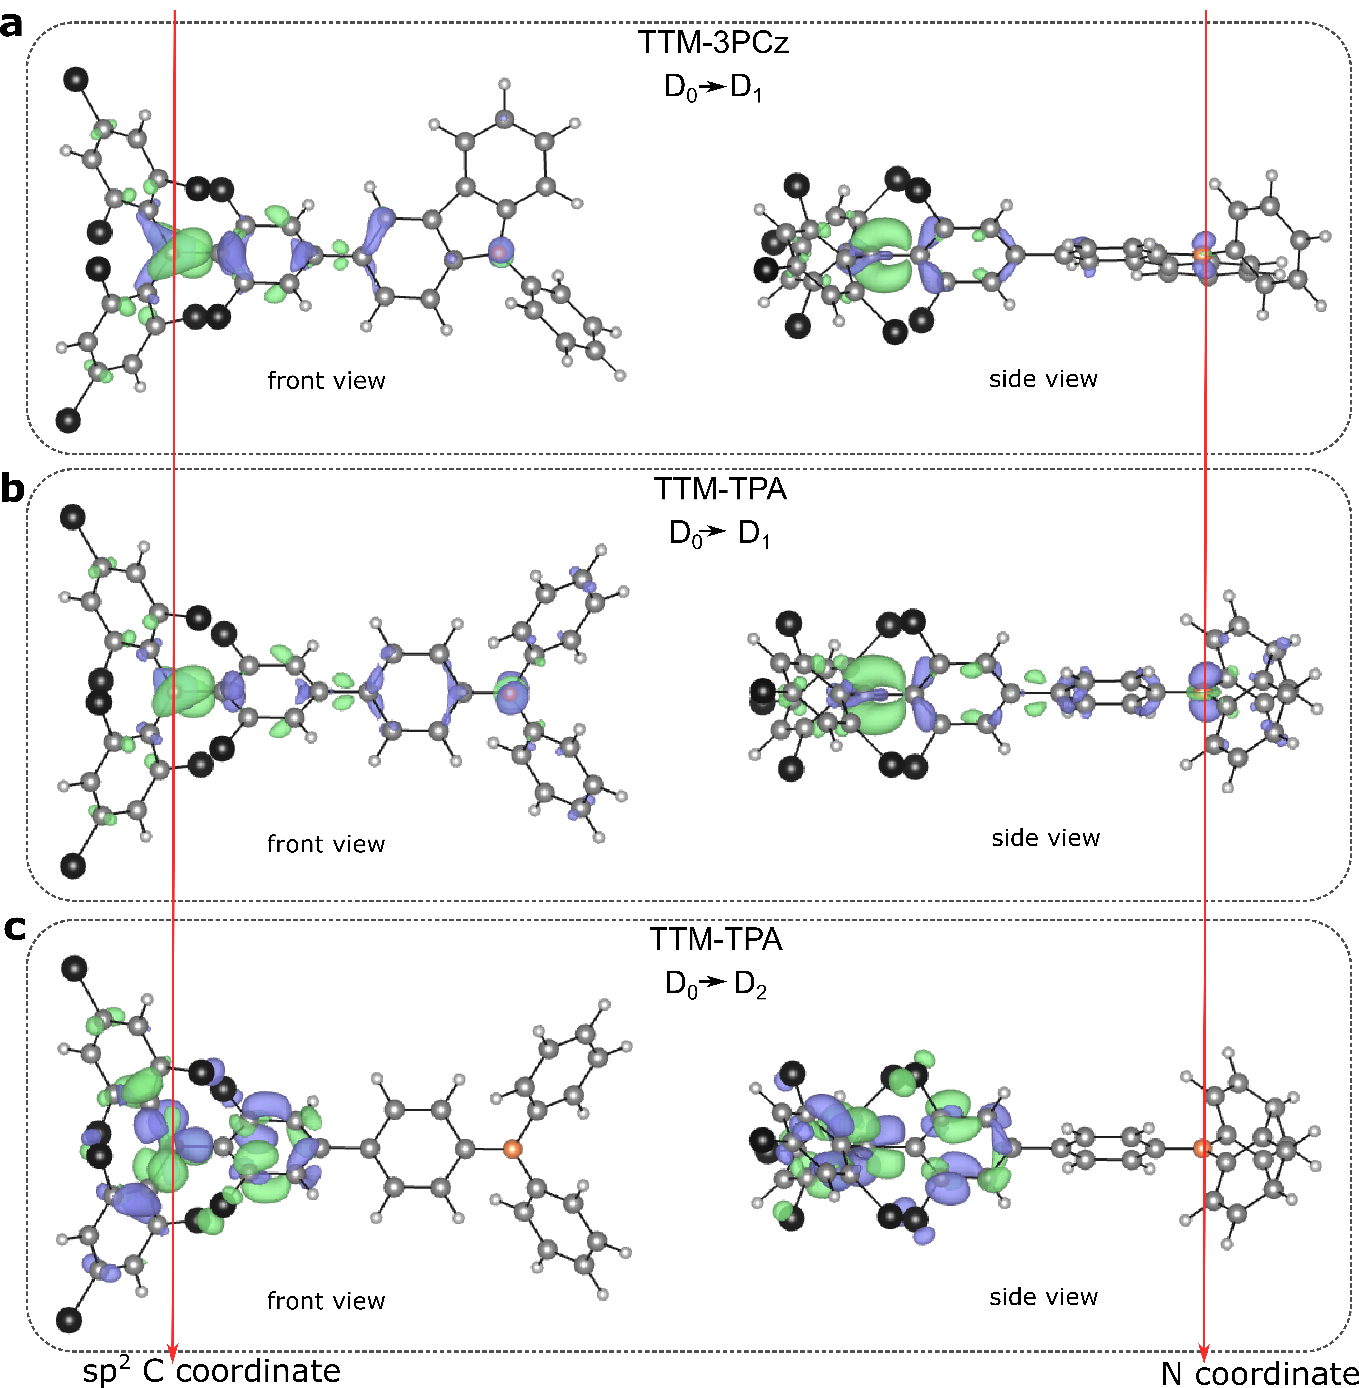 a
TTM-3PCz
D₀→D₁
front view
side view
b
TTM-TPA
D₀→ D₁
front view
side view
c
TTM-TPA
D₀→ D₂
front view
side view
sp² C coordinate
N coordinate